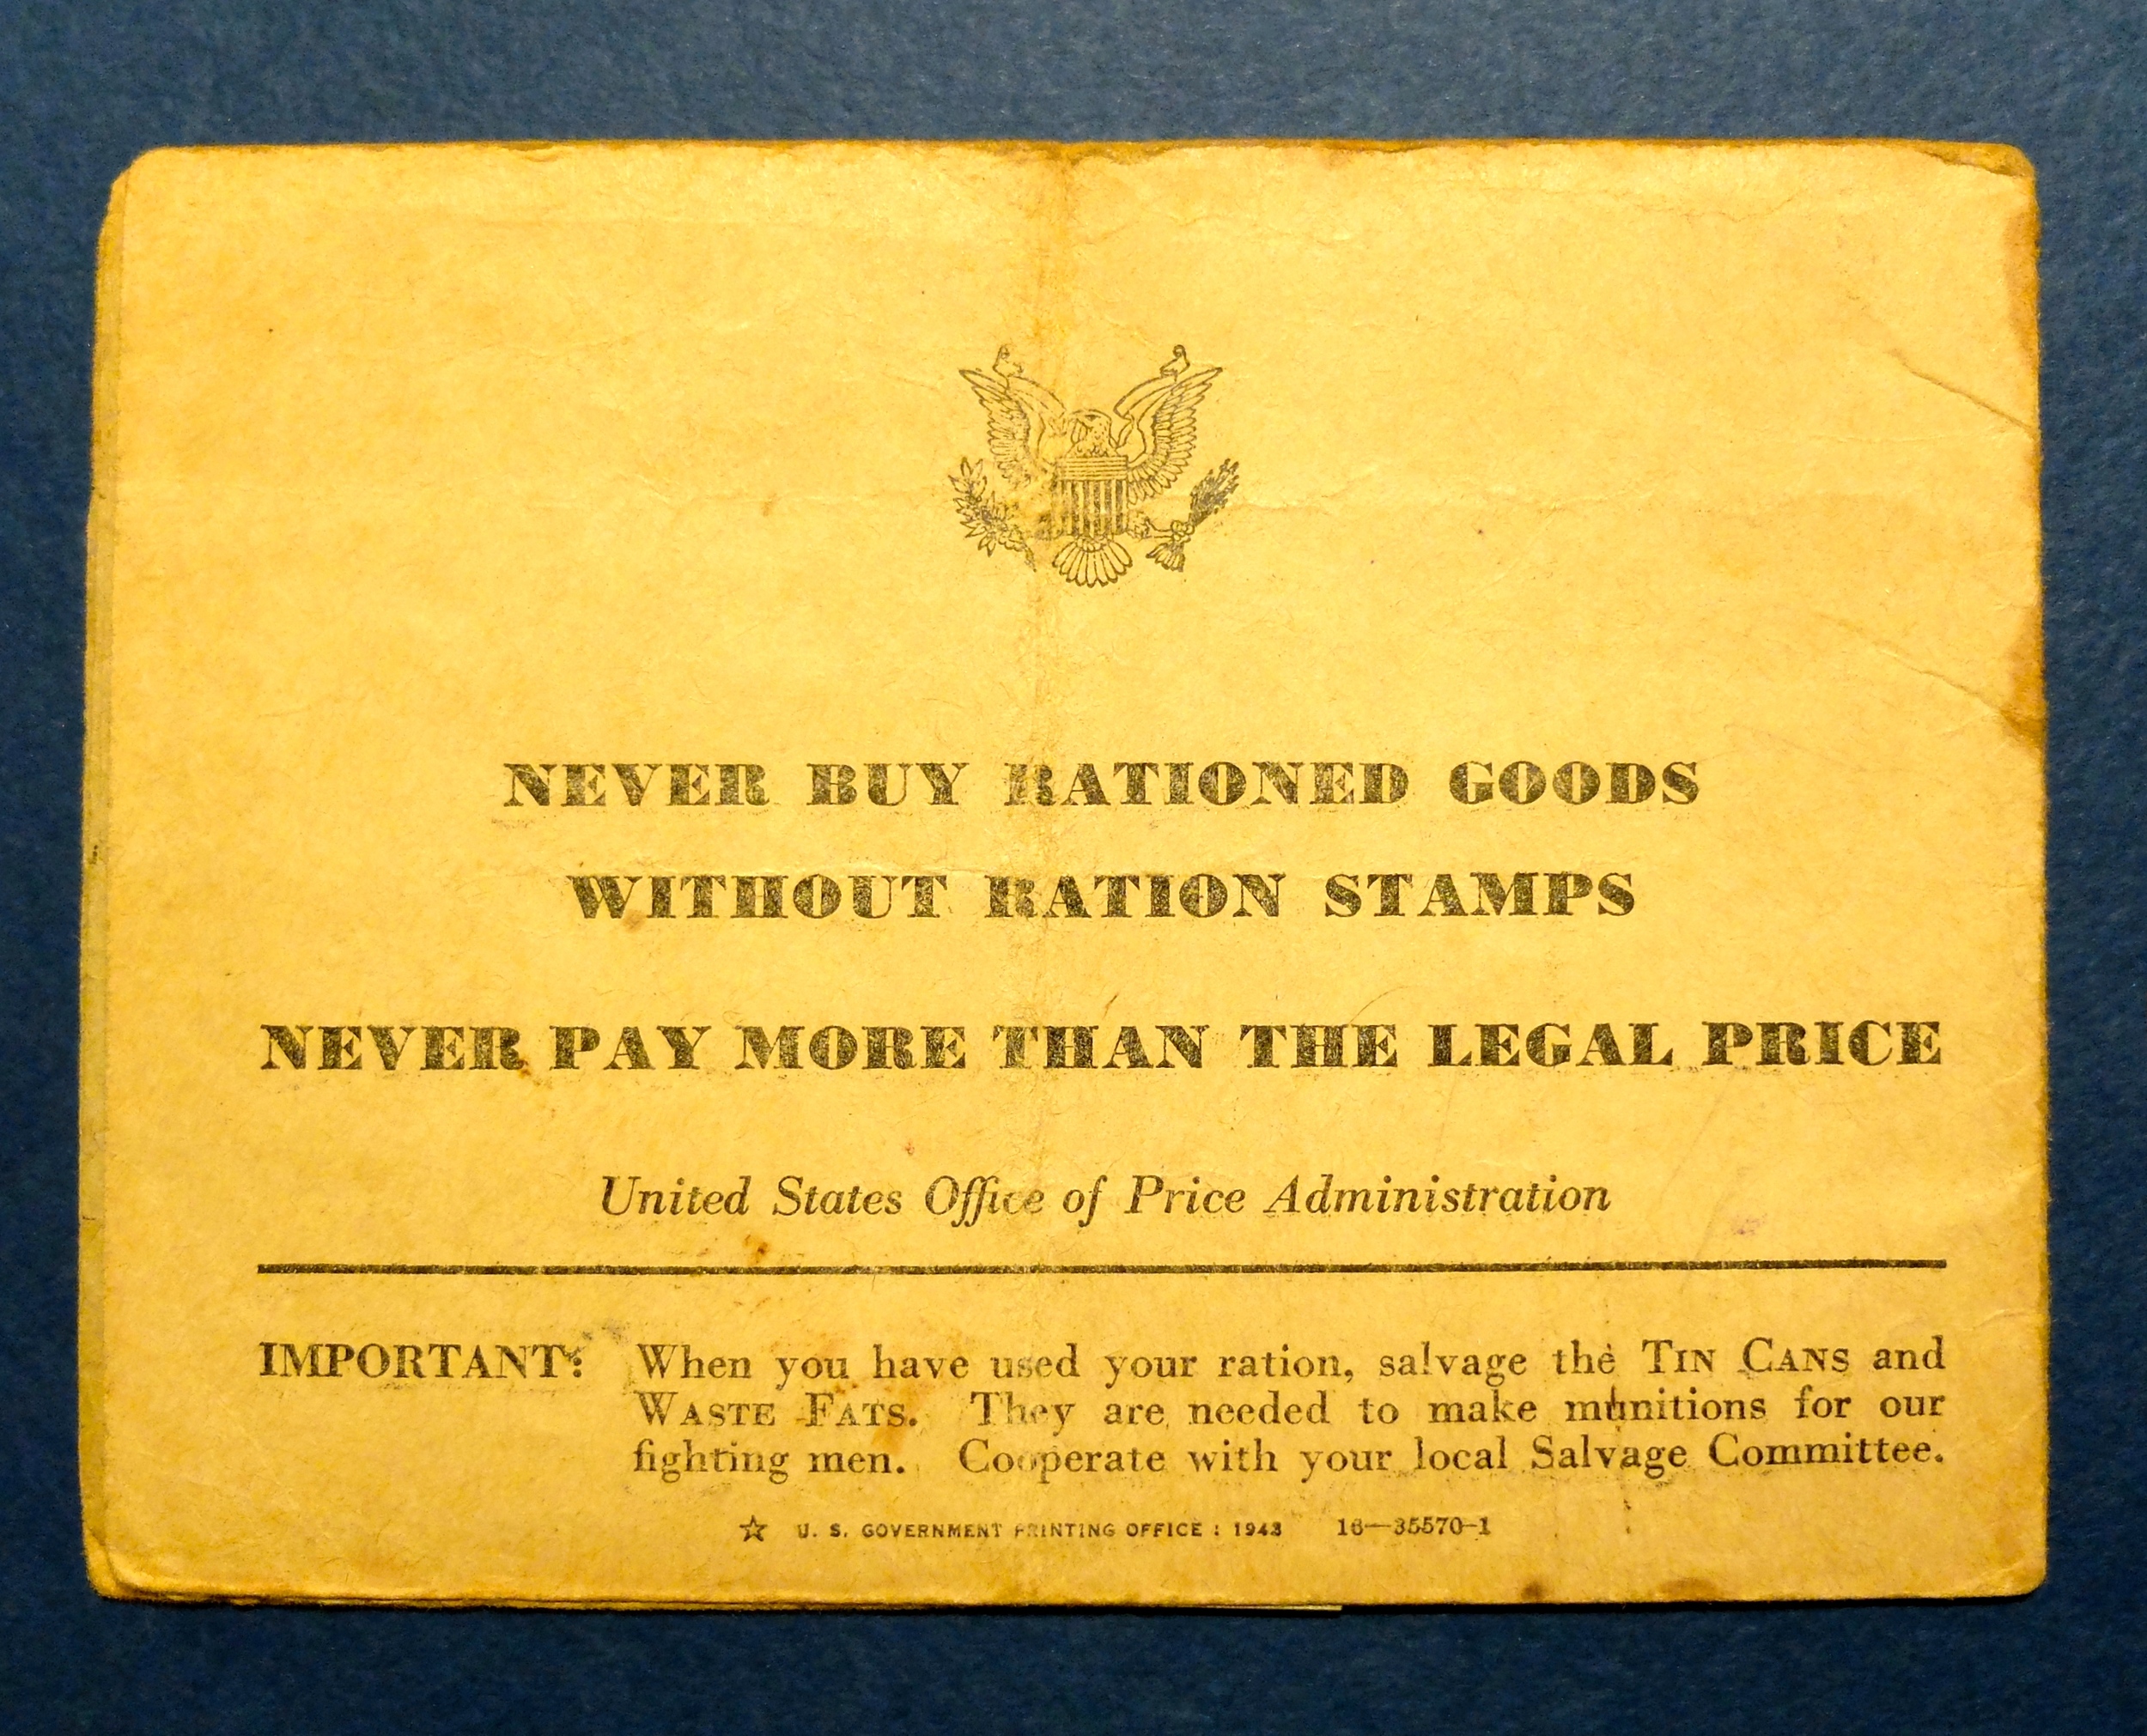 NEVER BUY RATIONED GOODS
WITHOUT RATION STAMPS
NEVER PAY MORE THAN THE LEGAL PRICE
United States Office of Price Administration
IMPORTANT: When you have used your ration, salvage the TIN CANS and
WASTE FATS. They are needed to make munitions for our
fighting men. Cooperate with your local Salvage Committee.
☆ U. S. GOVERNMENT PRINTING OFFICE : 1943 16—35570-1